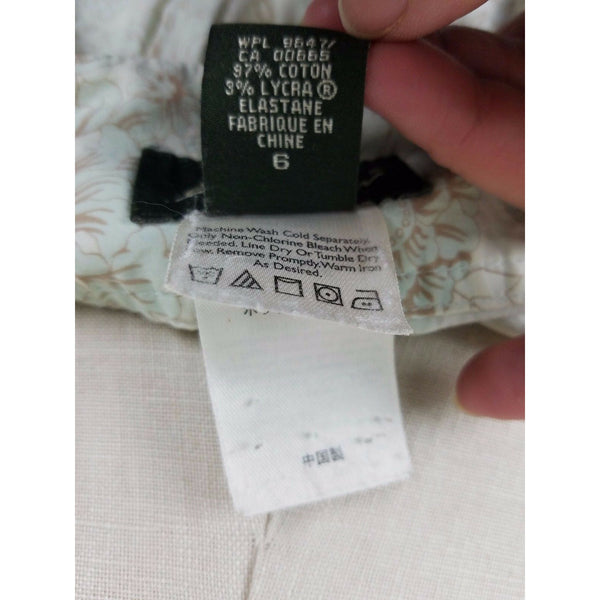 WPL 9647/
CA 00665
97% COTON
3% LYCRA®
ELASTANE
FABRIQUE EN
CHINE
6
Machine Wash Cold Separately
Only Non-Chlorine Bleach When
Needed. Line Dry Or Tumble Dry
Low. Remove Promptly. Warm Iron
As Desired.
中国製